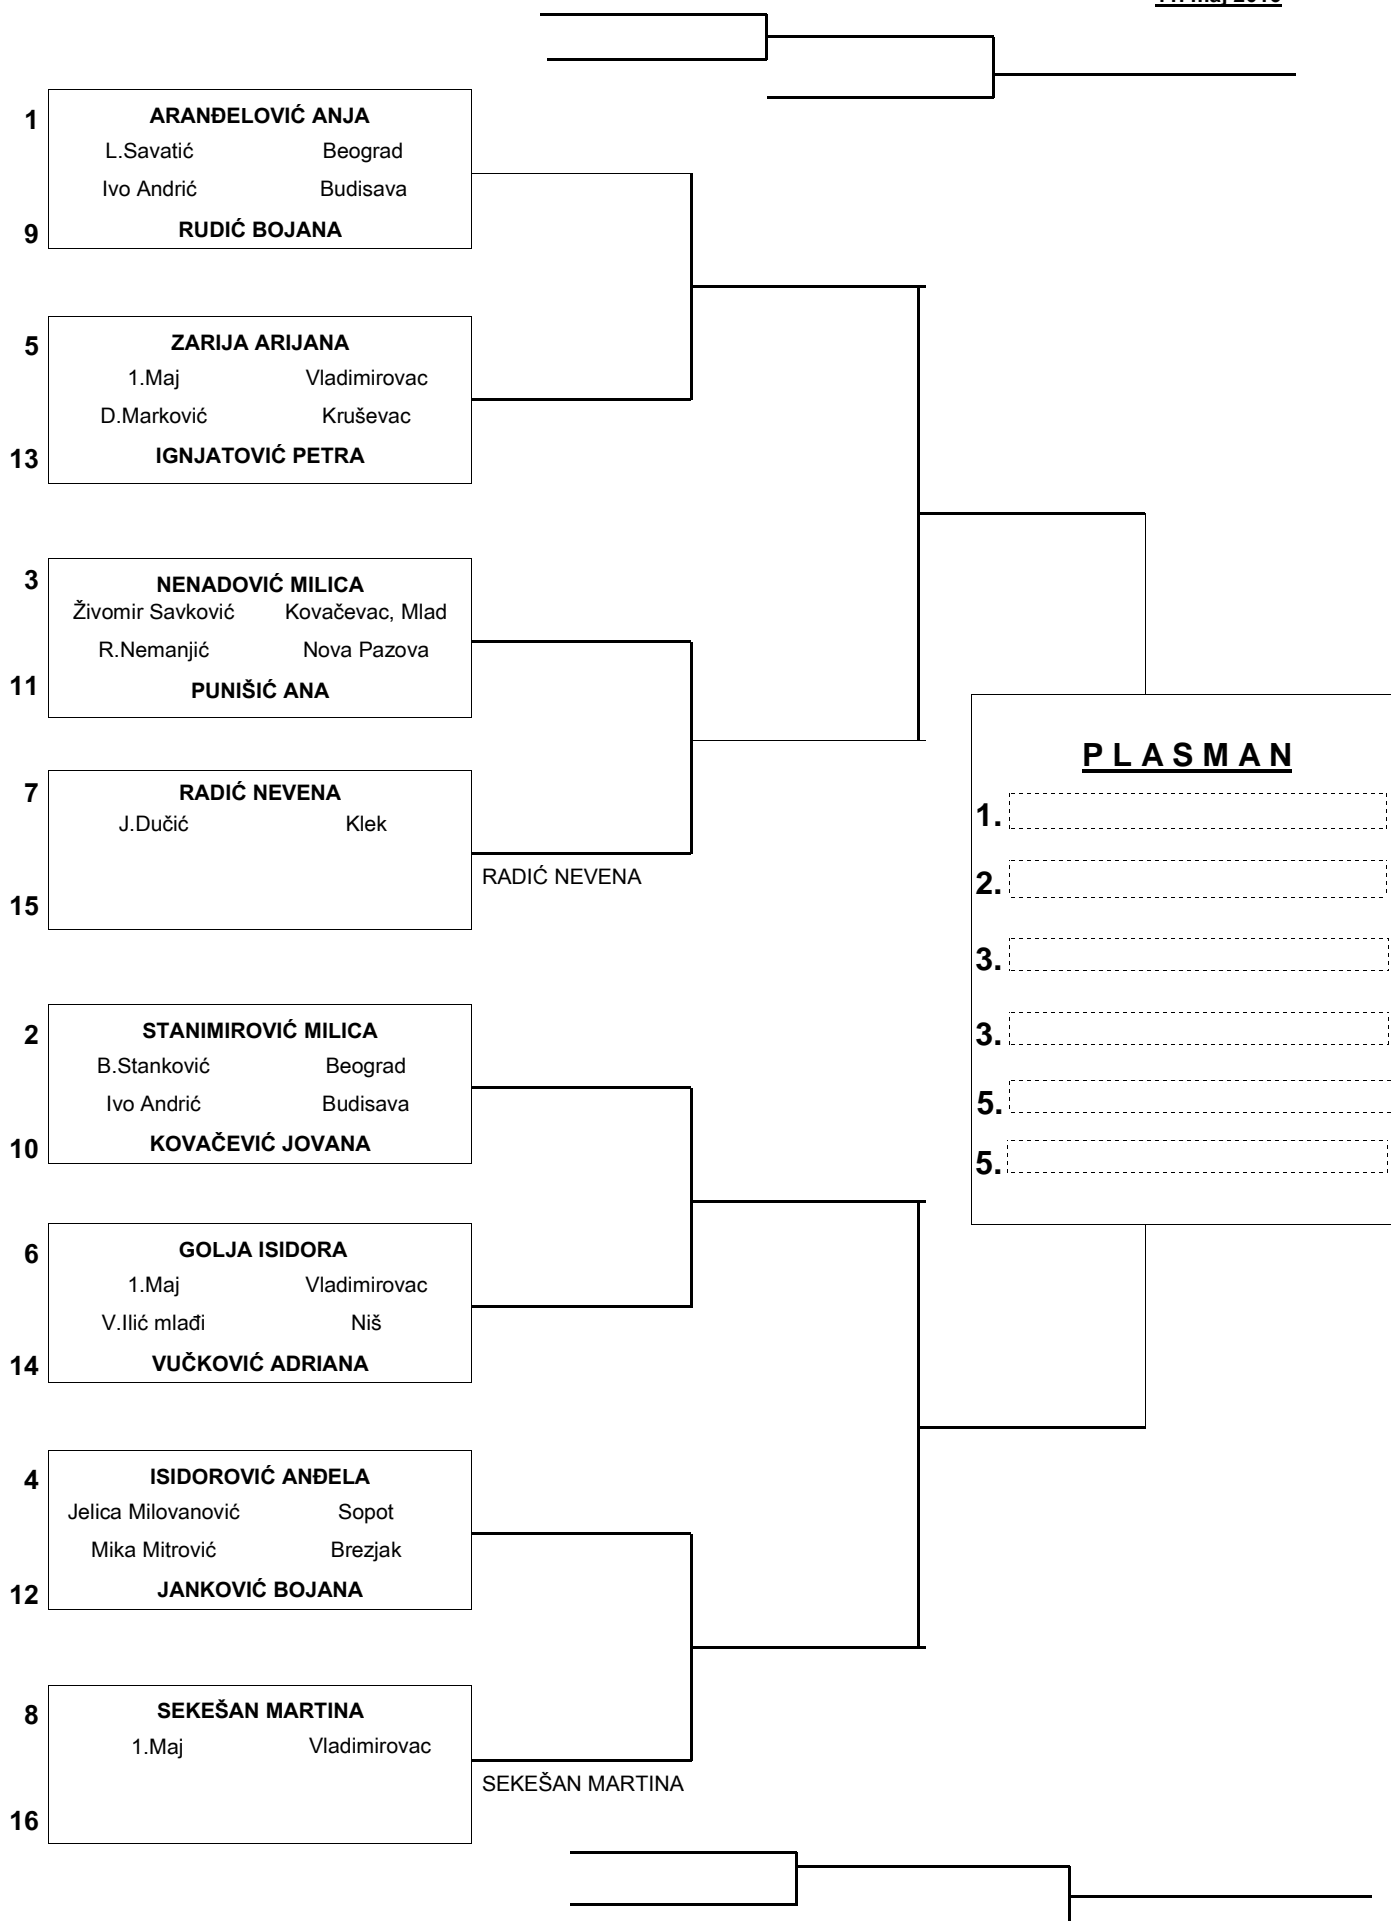 1 ARANĐELOVIĆ ANJA
L.Savatić Beograd
Ivo Andrić Budisava
9 RUDIĆ BOJANA
5 ZARIJA ARIJANA
1.Maj Vladimirovac
D.Marković Kruševac
13 IGNJATOVIĆ PETRA
3 NENADOVIĆ MILICA
Živomir Savković Kovačevac, Mlad
R.Nemanjić Nova Pazova
11 PUNIŠIĆ ANA
7 RADIĆ NEVENA
J.Dučić Klek
RADIĆ NEVENA
15
2 STANIMIROVIĆ MILICA
B.Stanković Beograd
Ivo Andrić Budisava
10 KOVAČEVIĆ JOVANA
6 GOLJA ISIDORA
1.Maj Vladimirovac
V.Ilić mlađi Niš
14 VUČKOVIĆ ADRIANA
4 ISIDOROVIĆ ANĐELA
Jelica Milovanović Sopot
Mika Mitrović Brezjak
12 JANKOVIĆ BOJANA
8 SEKEŠAN MARTINA
1.Maj Vladimirovac
SEKEŠAN MARTINA
16
PLASMAN
1.
2.
3.
3.
5.
5.